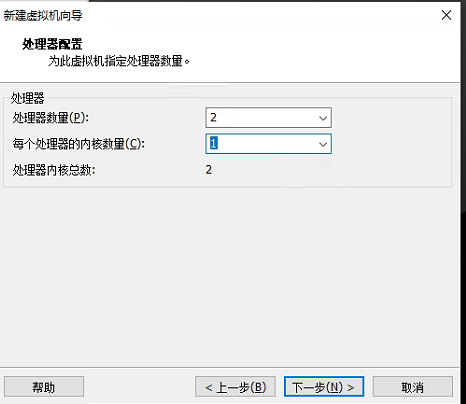 新建虚拟机向导
处理器配置
为此虚拟机指定处理器数量。
处理器
处理器数量(P): 2
每个处理器的内核数量(C): 1
处理器内核总数: 2
帮助 < 上一步(B) 下一步(N) > 取消